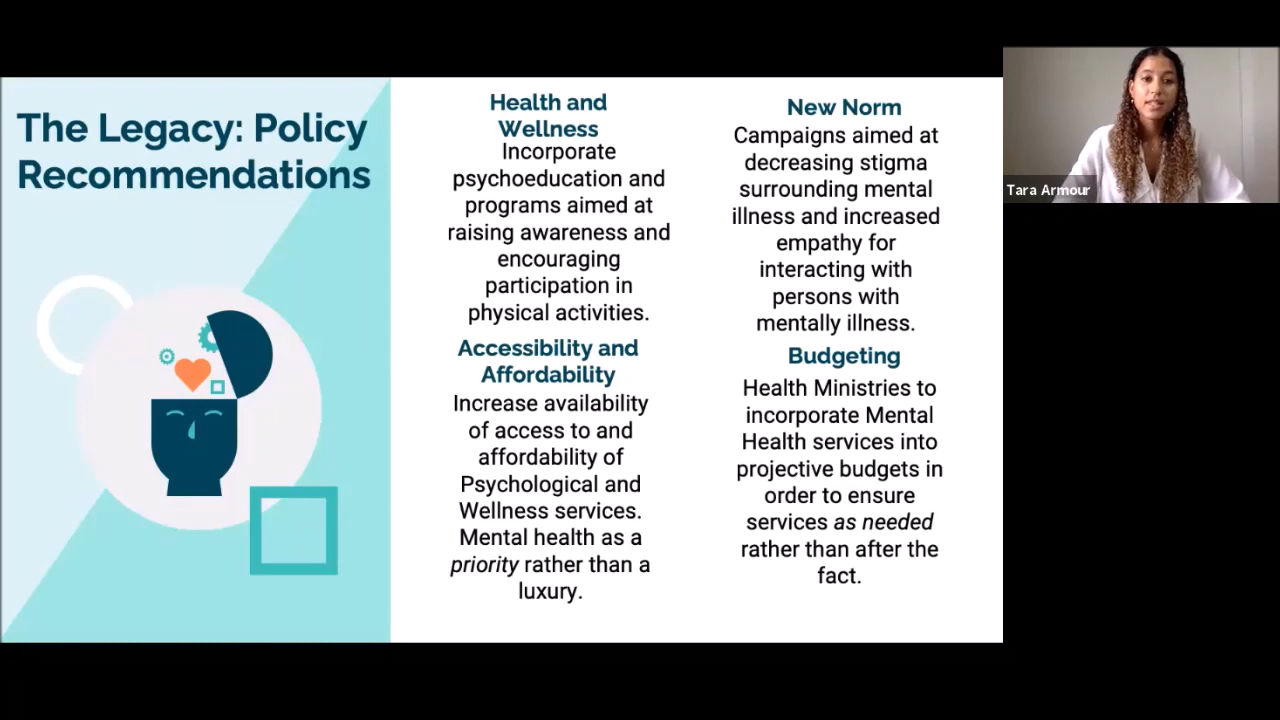 The Legacy: Policy
Recommendations
Health and
Wellness
Incorporate
psychoeducation and
programs aimed at
raising awareness and
encouraging
participation in
physical activities.
Accessibility and
Affordability
Increase availability
of access to and
affordability of
Psychological and
Wellness services.
Mental health as a
priority rather than a
luxury.
New Norm
Campaigns aimed at
decreasing stigma
surrounding mental
illness and increased
empathy for
interacting with
persons with
mentally illness.
Budgeting
Health Ministries to
incorporate Mental
Health services into
projective budgets in
order to ensure
services as needed
rather than after the
fact.
Tara Armour